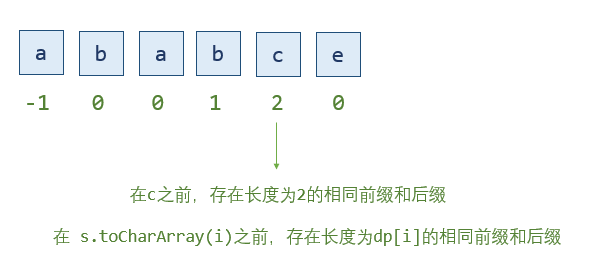 a b a b c e
-1 0 0 1 2 0
在c之前，存在长度为2的相同前缀和后缀
在 s.toCharArray(i)之前，存在长度为dp[i]的相同前缀和后缀